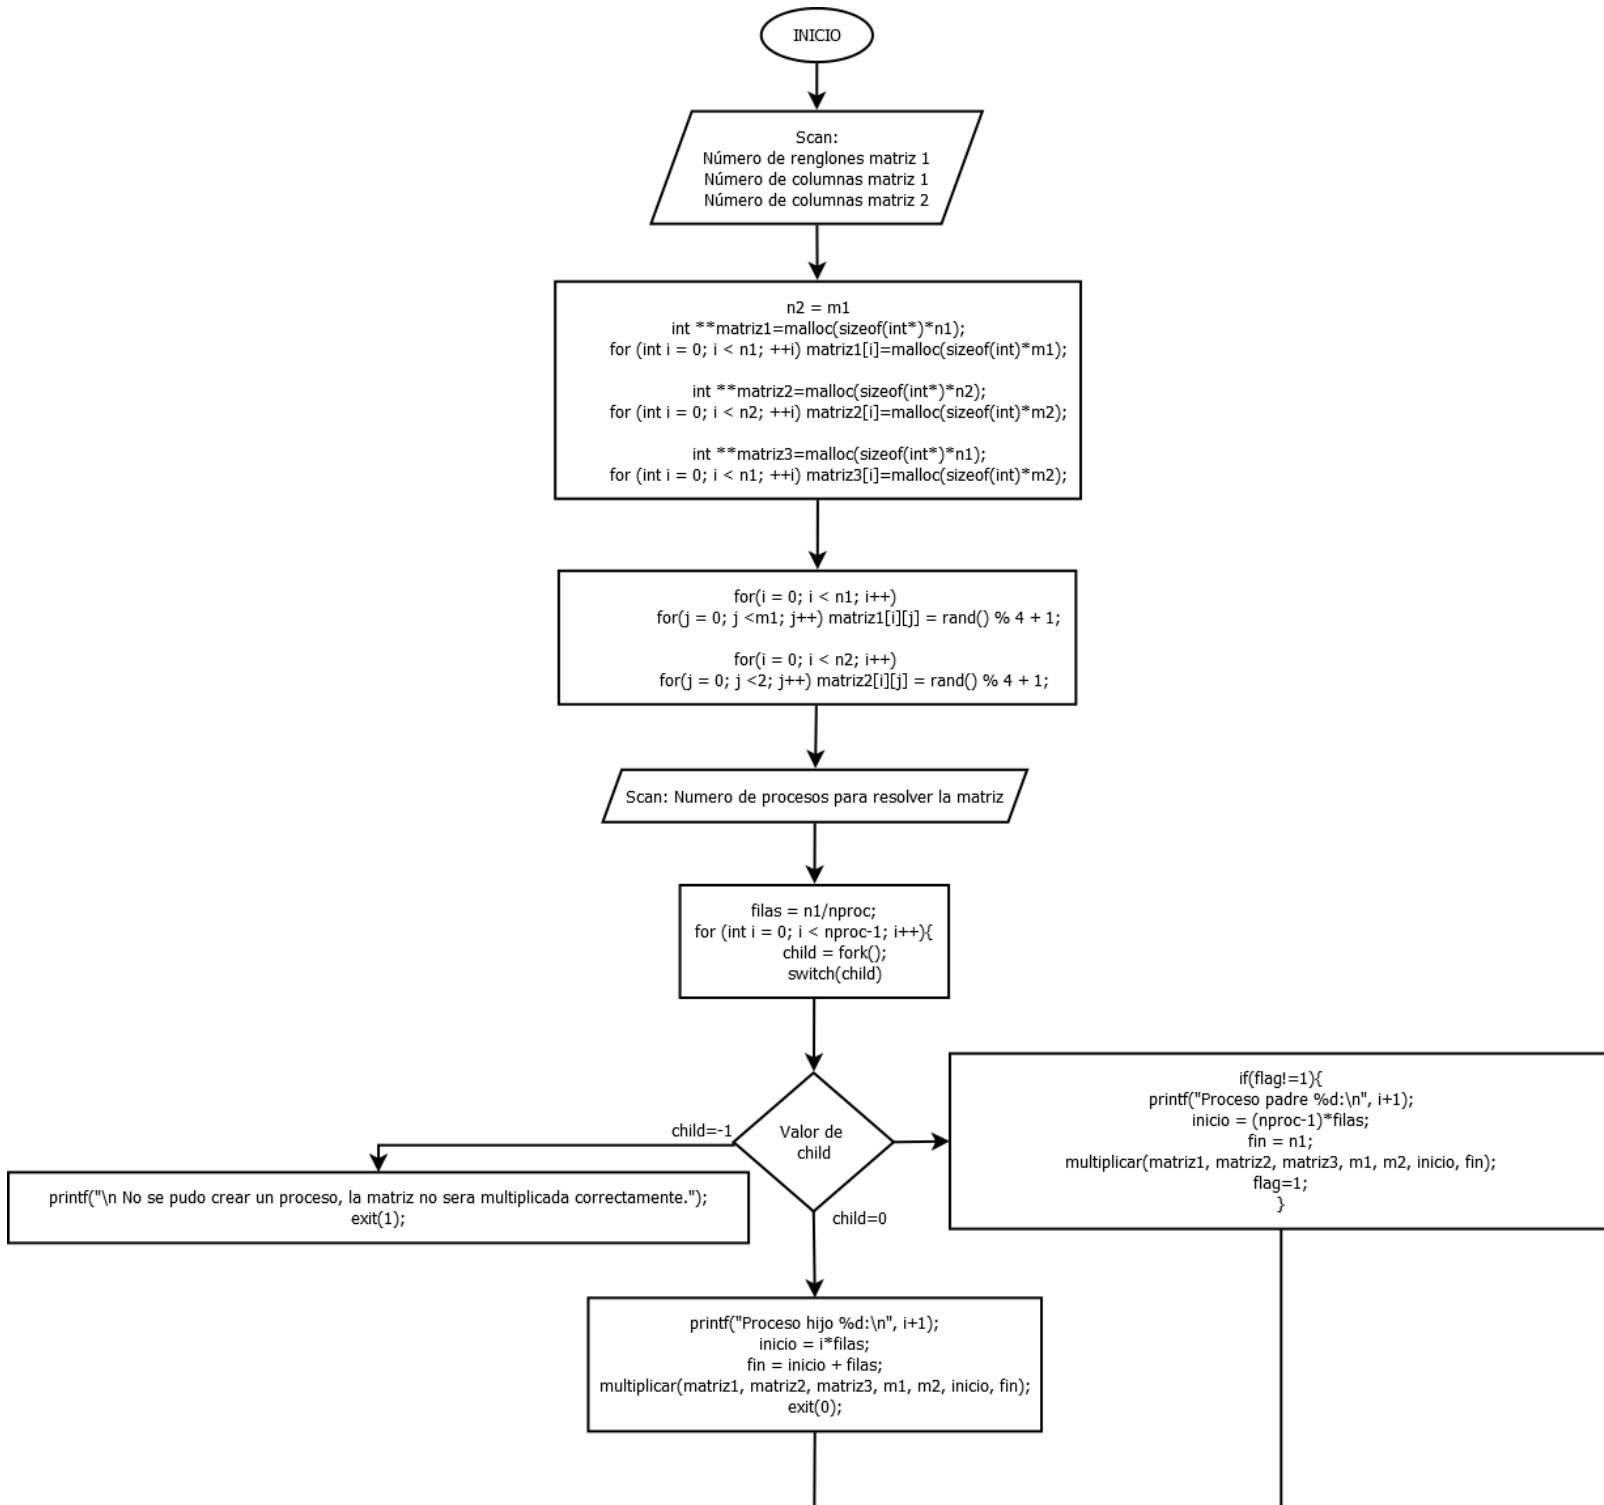 INICIO
Scan:
Número de renglones matriz 1
Número de columnas matriz 1
Número de columnas matriz 2
n2 = m1
int **matriz1=malloc(sizeof(int*)*n1);
for (int i = 0; i < n1; ++i) matriz1[i]=malloc(sizeof(int)*m1);
int **matriz2=malloc(sizeof(int*)*n2);
for (int i = 0; i < n2; ++i) matriz2[i]=malloc(sizeof(int)*m2);
int **matriz3=malloc(sizeof(int*)*n1);
for (int i = 0; i < n1; ++i) matriz3[i]=malloc(sizeof(int)*m2);
for(i = 0; i < n1; i++)
for(j = 0; j <m1; j++) matriz1[i][j] = rand() % 4 + 1;
for(i = 0; i < n2; i++)
for(j = 0; j <2; j++) matriz2[i][j] = rand() % 4 + 1;
Scan: Numero de procesos para resolver la matriz
filas = n1/nproc;
for (int i = 0; i < nproc-1; i++){
child = fork();
switch(child)
Valor de
child
child=-1
printf("\n No se pudo crear un proceso, la matriz no sera multiplicada correctamente.");
exit(1);
if(flag!=1){
printf("Proceso padre %d:\n", i+1);
inicio = (nproc-1)*filas;
fin = n1;
multiplicar(matriz1, matriz2, matriz3, m1, m2, inicio, fin);
flag=1;
}
child=0
printf("Proceso hijo %d:\n", i+1);
inicio = i*filas;
fin = inicio + filas;
multiplicar(matriz1, matriz2, matriz3, m1, m2, inicio, fin);
exit(0);